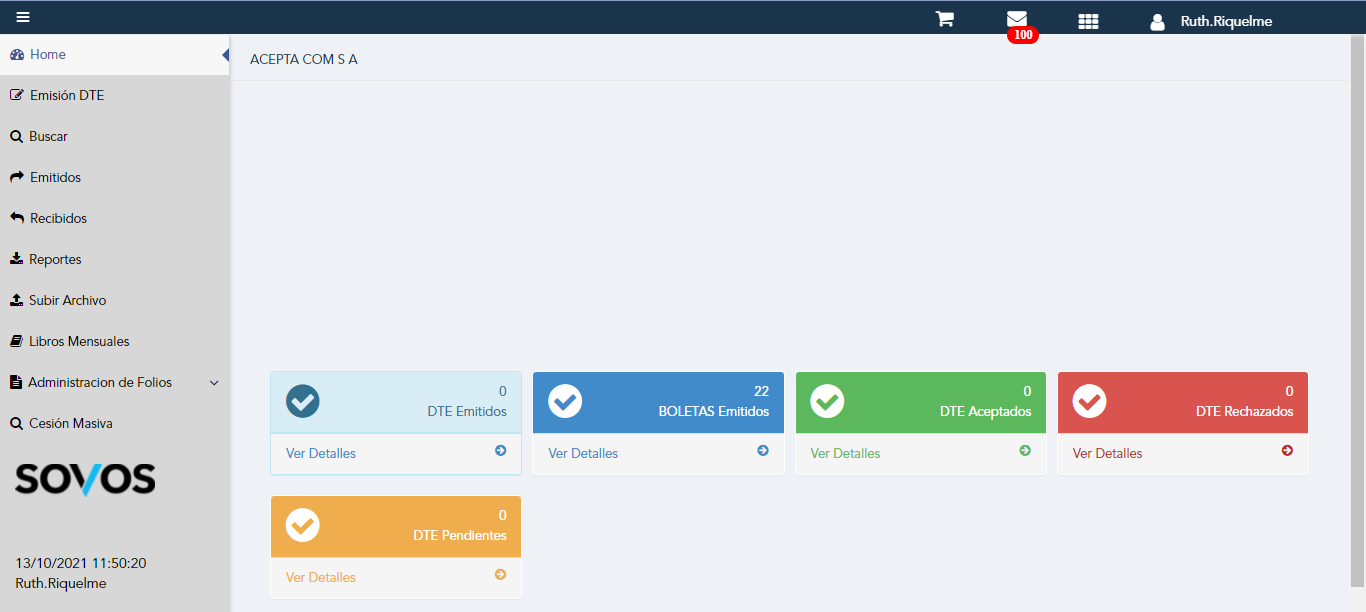 100
Ruth.Riquelme
Home
ACEPTA COM S A
Emisión DTE
Buscar
Emitidos
Recibidos
Reportes
Subir Archivo
Libros Mensuales
Administracion de Folios
Cesión Masiva
SOVOS
13/10/2021 11:50:20
Ruth.Riquelme
0
DTE Emitidos
Ver Detalles
22
BOLETAS Emitidos
Ver Detalles
0
DTE Aceptados
Ver Detalles
0
DTE Rechazados
Ver Detalles
0
DTE Pendientes
Ver Detalles